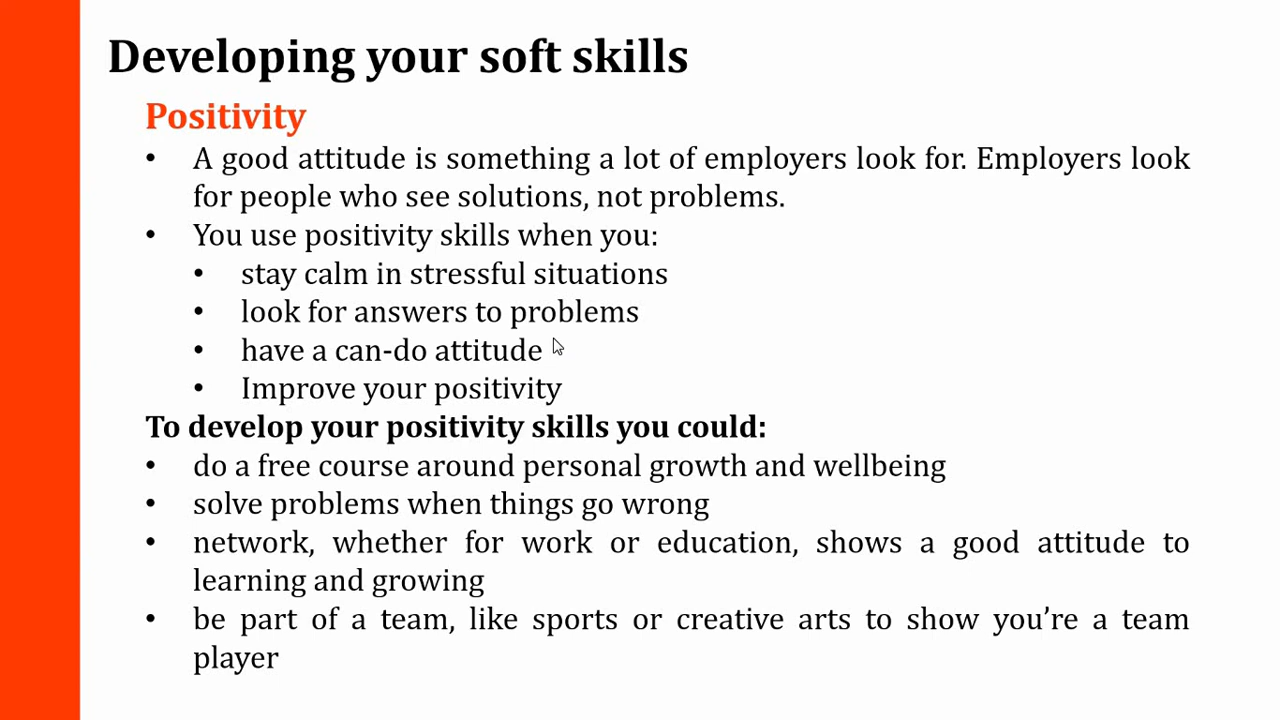 Developing your soft skills
Positivity
• A good attitude is something a lot of employers look for. Employers look
for people who see solutions, not problems.
• You use positivity skills when you:
• stay calm in stressful situations
• look for answers to problems
• have a can-do attitude
• Improve your positivity
To develop your positivity skills you could:
• do a free course around personal growth and wellbeing
• solve problems when things go wrong
• network, whether for work or education, shows a good attitude to
learning and growing
• be part of a team, like sports or creative arts to show you’re a team
player